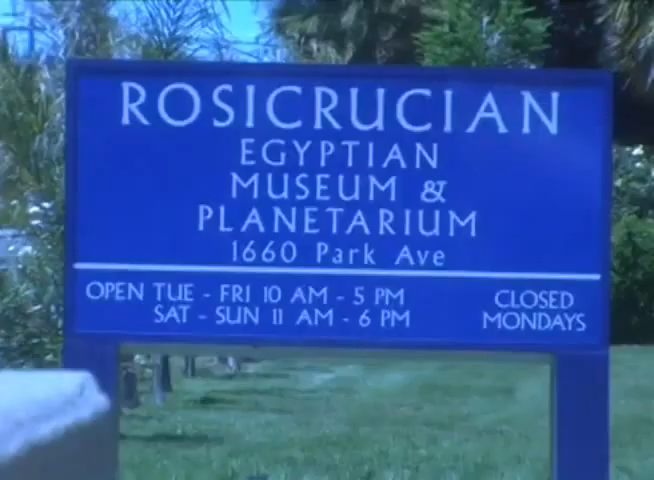 ROSICRUCIAN
EGYPTIAN
MUSEUM &
PLANETARIUM
1660 Park Ave
OPEN TUE - FRI 10 AM - 5 PM
SAT - SUN 11 AM - 6 PM
CLOSED
MONDAYS